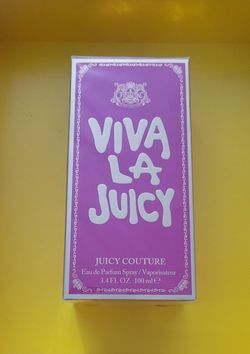 VIVA
LA
JUICY
JUICY COUTURE
Eau de Parfum Spray / Vaporisateur
3.4 FL OZ 100 ml ℮